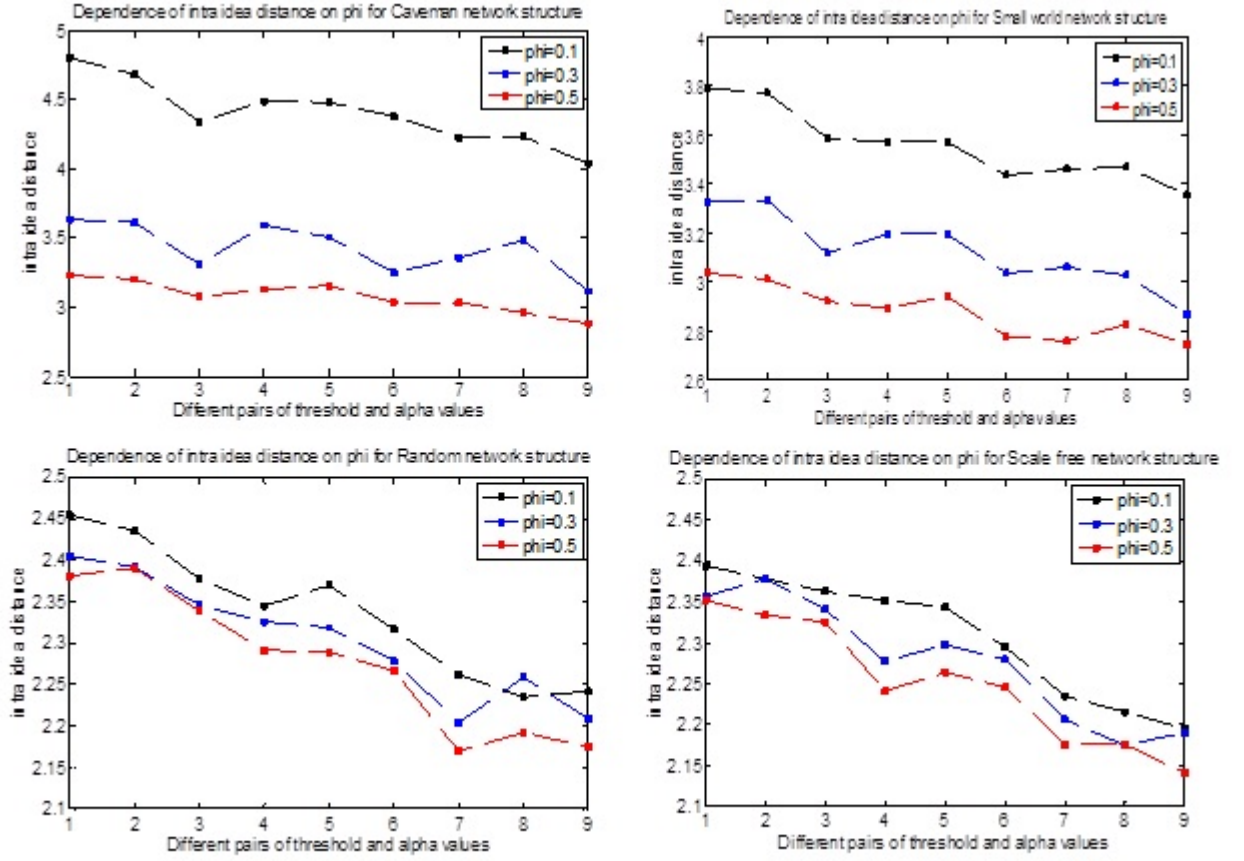 Dependence of intra idea distance on phi for Caveman network structure
5
4.5
4
3.5
3
2.5
intra idea distance
phi=0.1
phi=0.3
phi=0.5
1 2 3 4 5 6 7 8 9
Different pairs of threshold and alpha values
Dependence of intra idea distance on phi for Small world network structure
4
3.8
3.6
3.4
3.2
3
2.8
2.6
intra idea distance
phi=0.1
phi=0.3
phi=0.5
1 2 3 4 5 6 7 8 9
Different pairs of threshold and alpha values
Dependence of intra idea distance on phi for Random network structure
2.5
2.45
2.4
2.35
2.3
2.25
2.2
2.15
2.1
intra idea distance
phi=0.1
phi=0.3
phi=0.5
1 2 3 4 5 6 7 8 9
Different pairs of threshold and alpha values
Dependence of intra idea distance on phi for Scale free network structure
2.5
2.45
2.4
2.35
2.3
2.25
2.2
2.15
2.1
intra idea distance
phi=0.1
phi=0.3
phi=0.5
1 2 3 4 5 6 7 8 9
Different pairs of threshold and alpha values